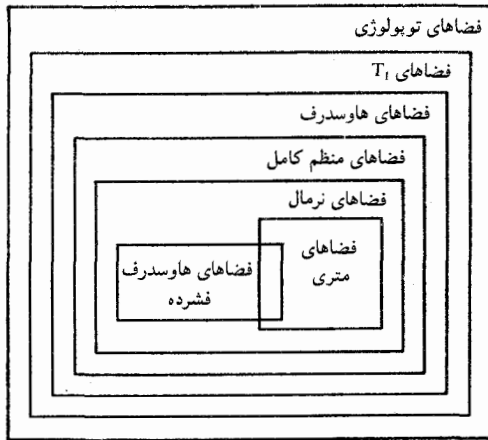 فضاهای توپولوژی
فضاهای T₁
فضاهای هاوسدرف
فضاهای منظم کامل
فضاهای نرمال
فضاهای
متری
فضاهای هاوسدرف
فشرده